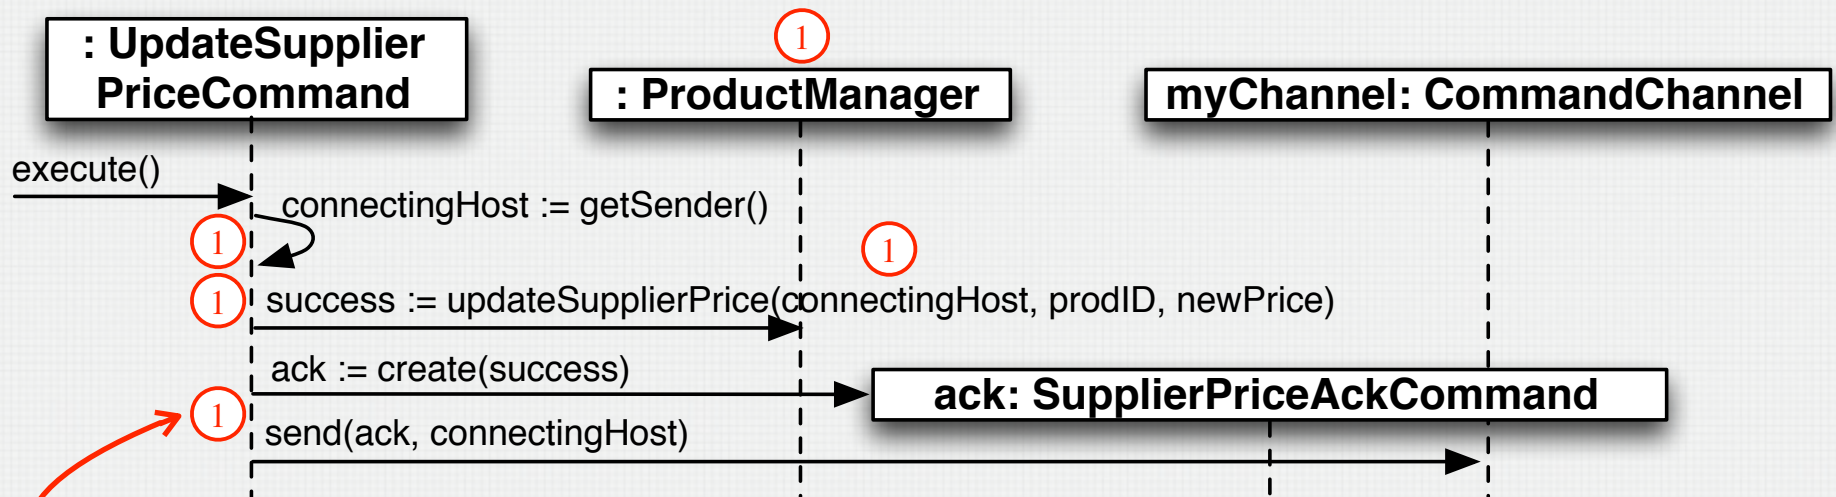 : UpdateSupplier
PriceCommand
1
: ProductManager
myChannel: CommandChannel
execute()
connectingHost := getSender()
1
1
1
success := updateSupplierPrice(connectingHost, prodID, newPrice)
ack := create(success)
ack: SupplierPriceAckCommand
1
send(ack, connectingHost)